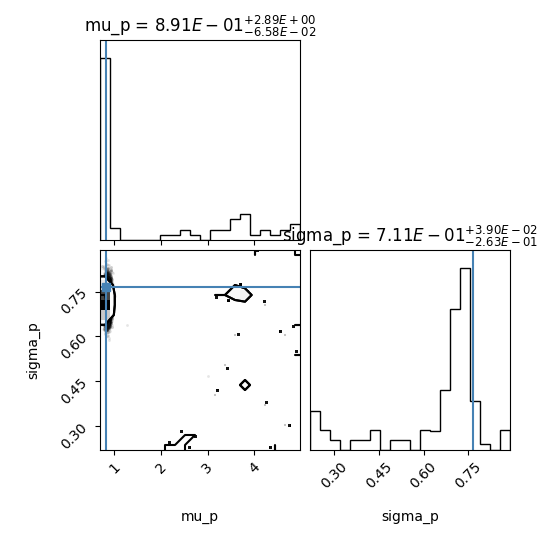 mu_p = 8.91E − 01+2.89E+00−6.58E−02
sigma_p = 7.11E − 01+3.90E−02−2.63E−01
sigma_p
0.75
0.60
0.45
0.30
1 2 3 4
0.30 0.45 0.60 0.75
mu_p
sigma_p